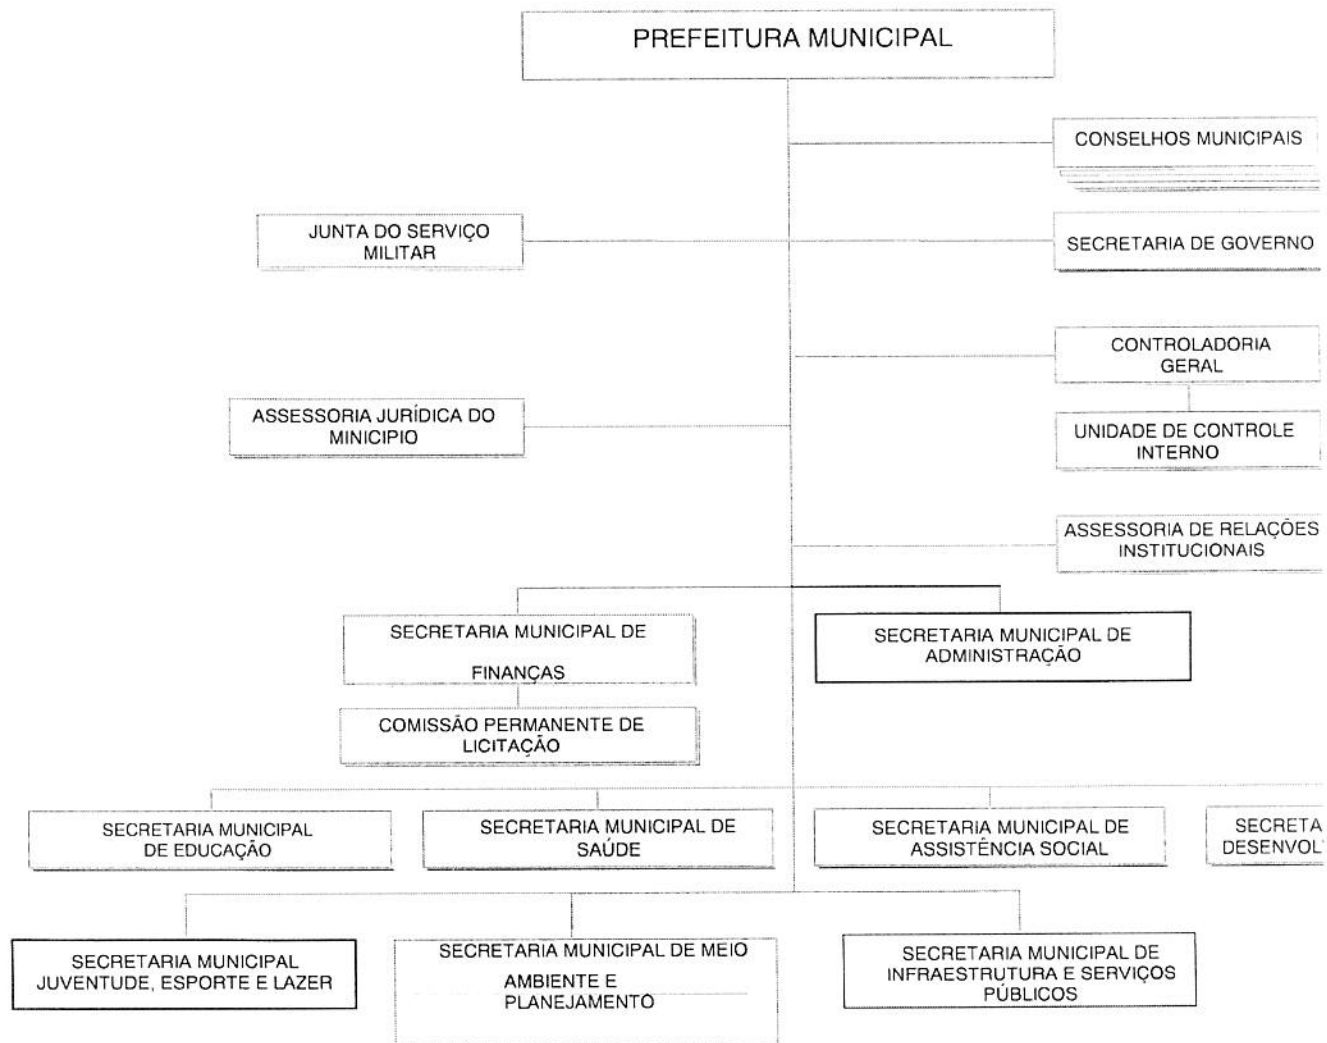 PREFEITURA MUNICIPAL
CONSELHOS MUNICIPAIS
JUNTA DO SERVIÇO
MILITAR
SECRETARIA DE GOVERNO
CONTROLADORIA
GERAL
ASSESSORIA JURÍDICA DO
MINICIPIO
UNIDADE DE CONTROLE
INTERNO
ASSESSORIA DE RELAÇÕES
INSTITUCIONAIS
SECRETARIA MUNICIPAL DE
FINANÇAS
SECRETARIA MUNICIPAL DE
ADMINISTRAÇÃO
COMISSÃO PERMANENTE DE
LICITAÇÃO
SECRETARIA MUNICIPAL
DE EDUCAÇÃO
SECRETARIA MUNICIPAL DE
SAÚDE
SECRETARIA MUNICIPAL DE
ASSISTÊNCIA SOCIAL
SECRETA
DESENVOL
SECRETARIA MUNICIPAL
JUVENTUDE, ESPORTE E LAZER
SECRETARIA MUNICIPAL DE MEIO
AMBIENTE E
PLANEJAMENTO
SECRETARIA MUNICIPAL DE
INFRAESTRUTURA E SERVIÇOS
PÚBLICOS